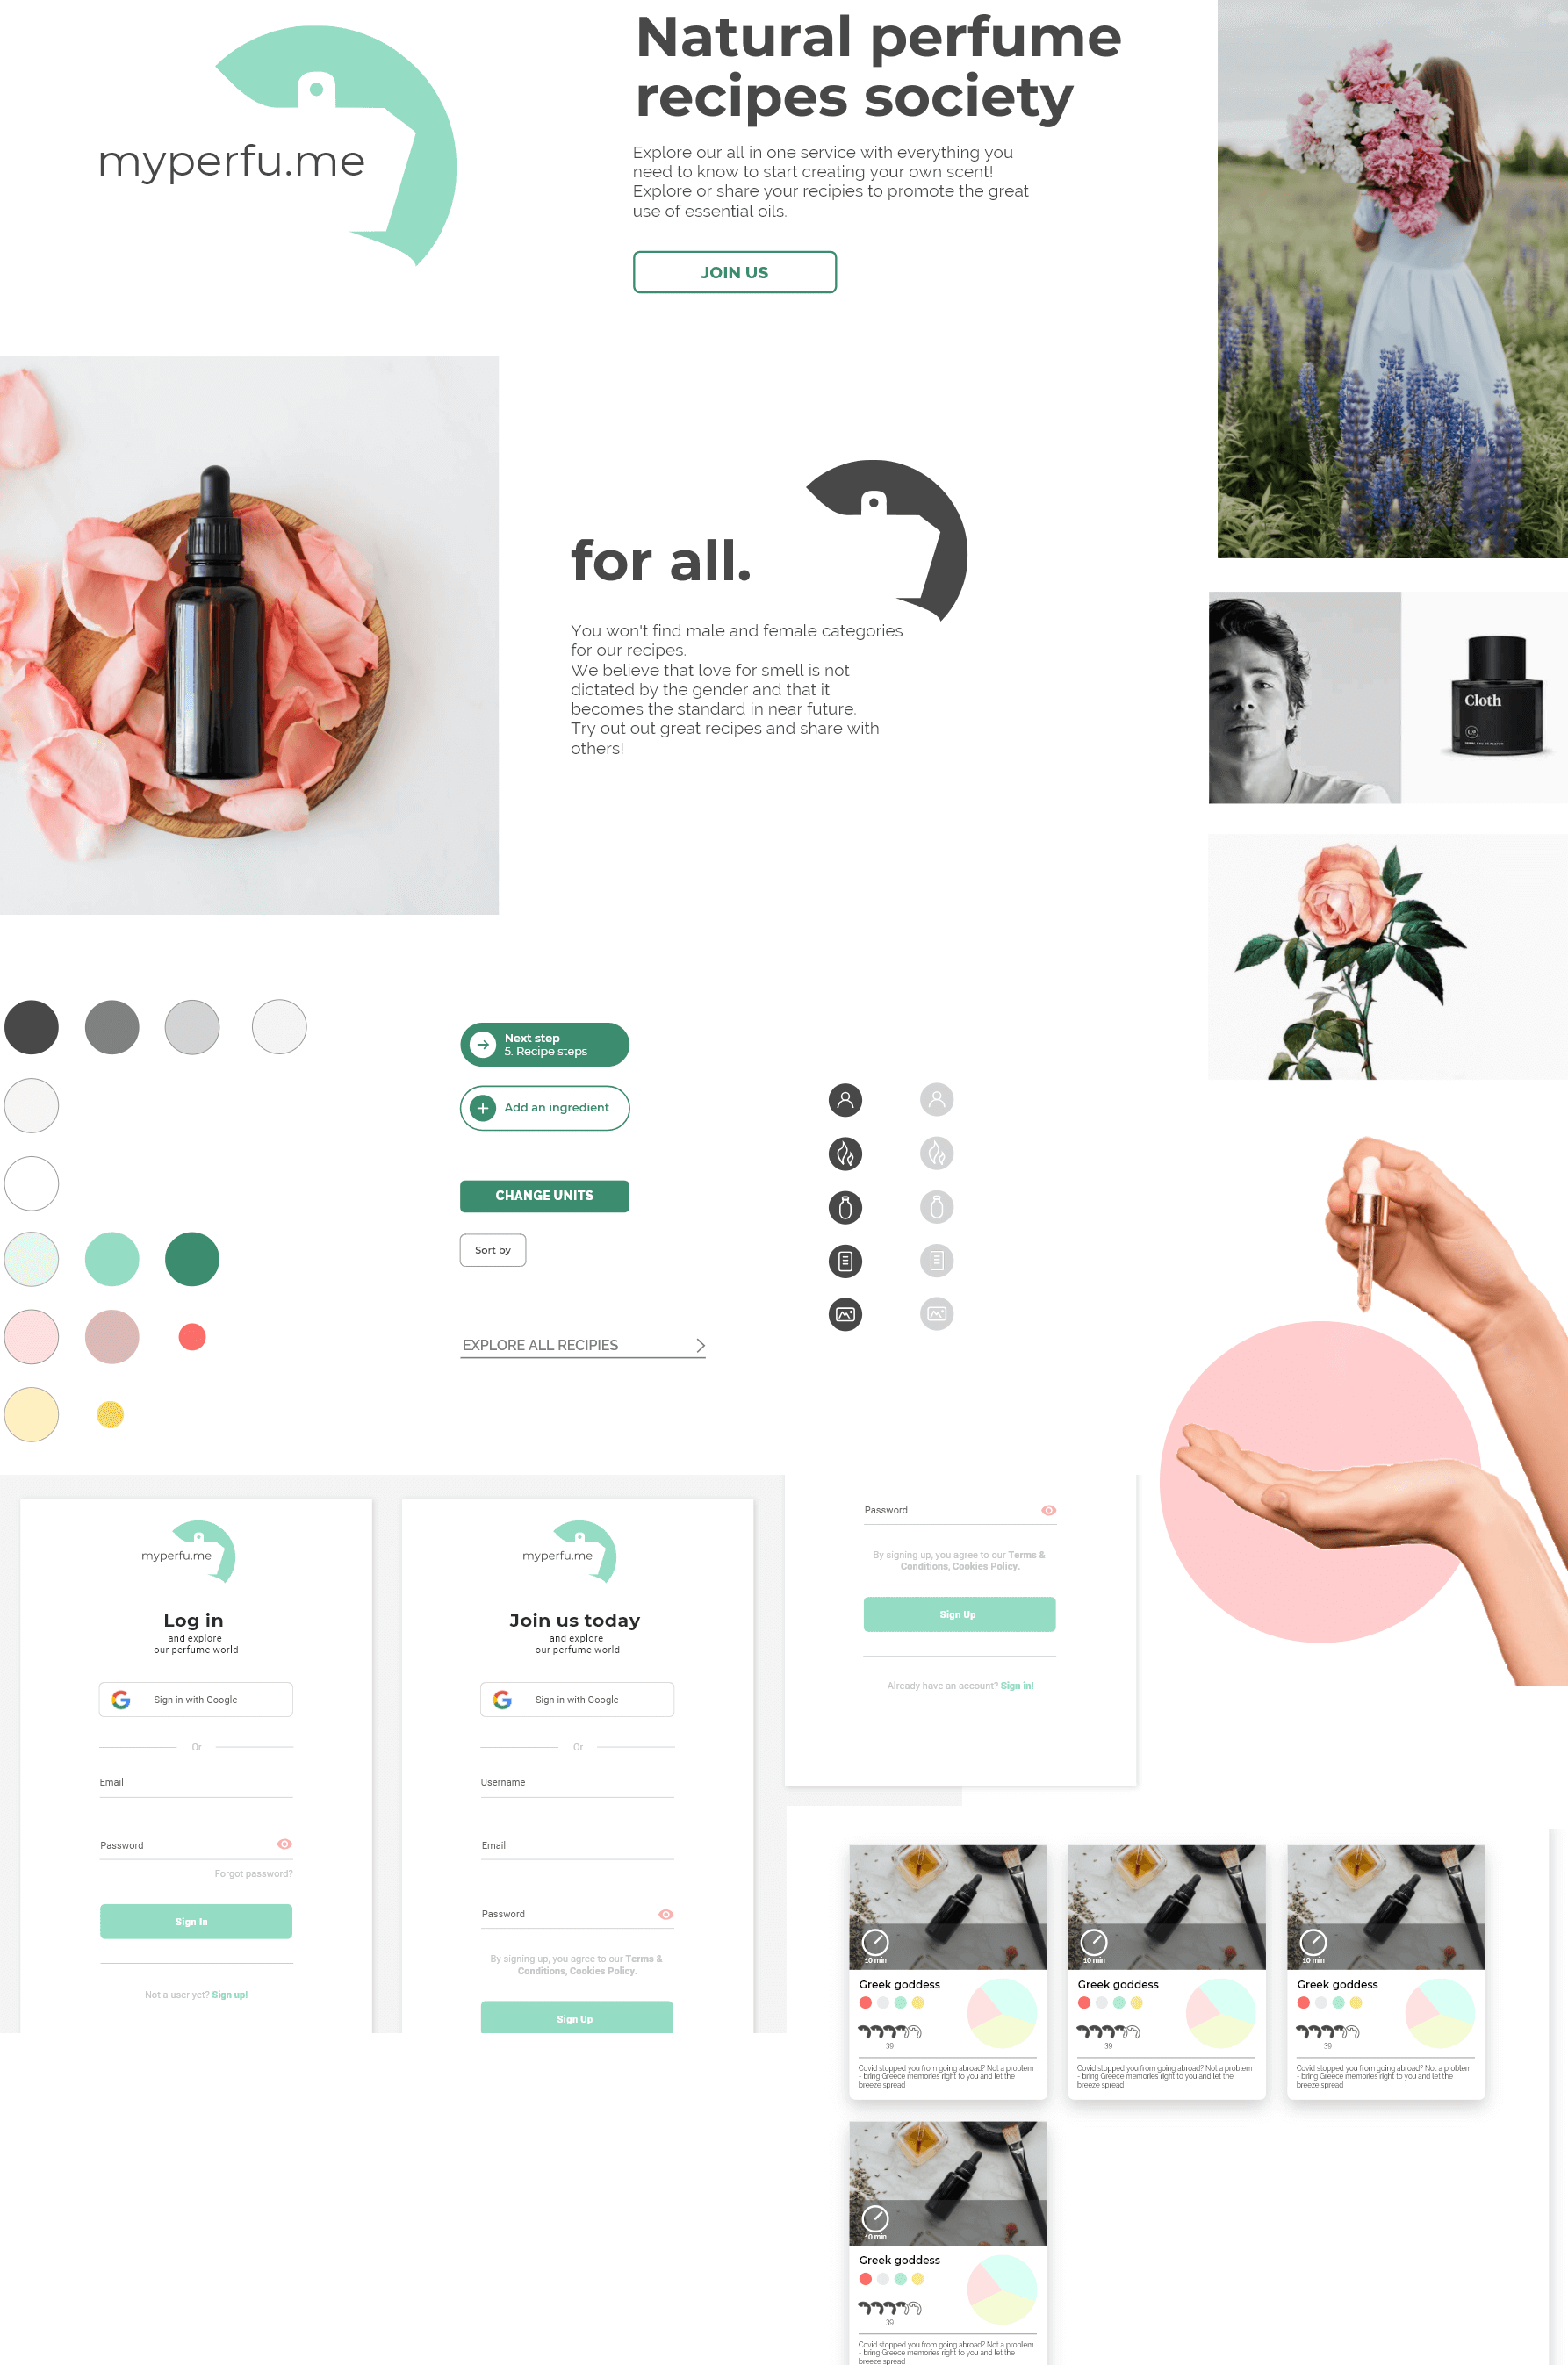 myperfu.me
Natural perfume
recipes society
Explore our all in one service with everything you
need to know to start creating your own scent!
Explore or share your recipies to promote the great
use of essential oils.
JOIN US
for all.
You won't find male and female categories
for our recipes.
We believe that love for smell is not
dictated by the gender and that it
becomes the standard in near future.
Try out out great recipes and share with
others!
Cloth
Next step
5. Recipe steps
Add an ingredient
CHANGE UNITS
Sort by
EXPLORE ALL RECIPIES
myperfu.me
Log in
and explore
our perfume world
Sign in with Google
Or
Email
Password
Forgot password?
Sign In
Not a user yet? Sign up!
myperfu.me
Join us today
and explore
our perfume world
Sign in with Google
Or
Username
Email
Password
By signing up, you agree to our Terms &
Conditions, Cookies Policy.
Sign Up
Password
By signing up, you agree to our Terms &
Conditions, Cookies Policy.
Sign Up
Already have an account? Sign in!
10 min
Greek goddess
39
Covid stopped you from going abroad? Not a problem
- bring Greece memories right to you and let the
breeze spread
10 min
Greek goddess
39
Covid stopped you from going abroad? Not a problem
- bring Greece memories right to you and let the
breeze spread
10 min
Greek goddess
39
Covid stopped you from going abroad? Not a problem
- bring Greece memories right to you and let the
breeze spread
10 min
Greek goddess
39
Covid stopped you from going abroad? Not a problem
- bring Greece memories right to you and let the
breeze spread